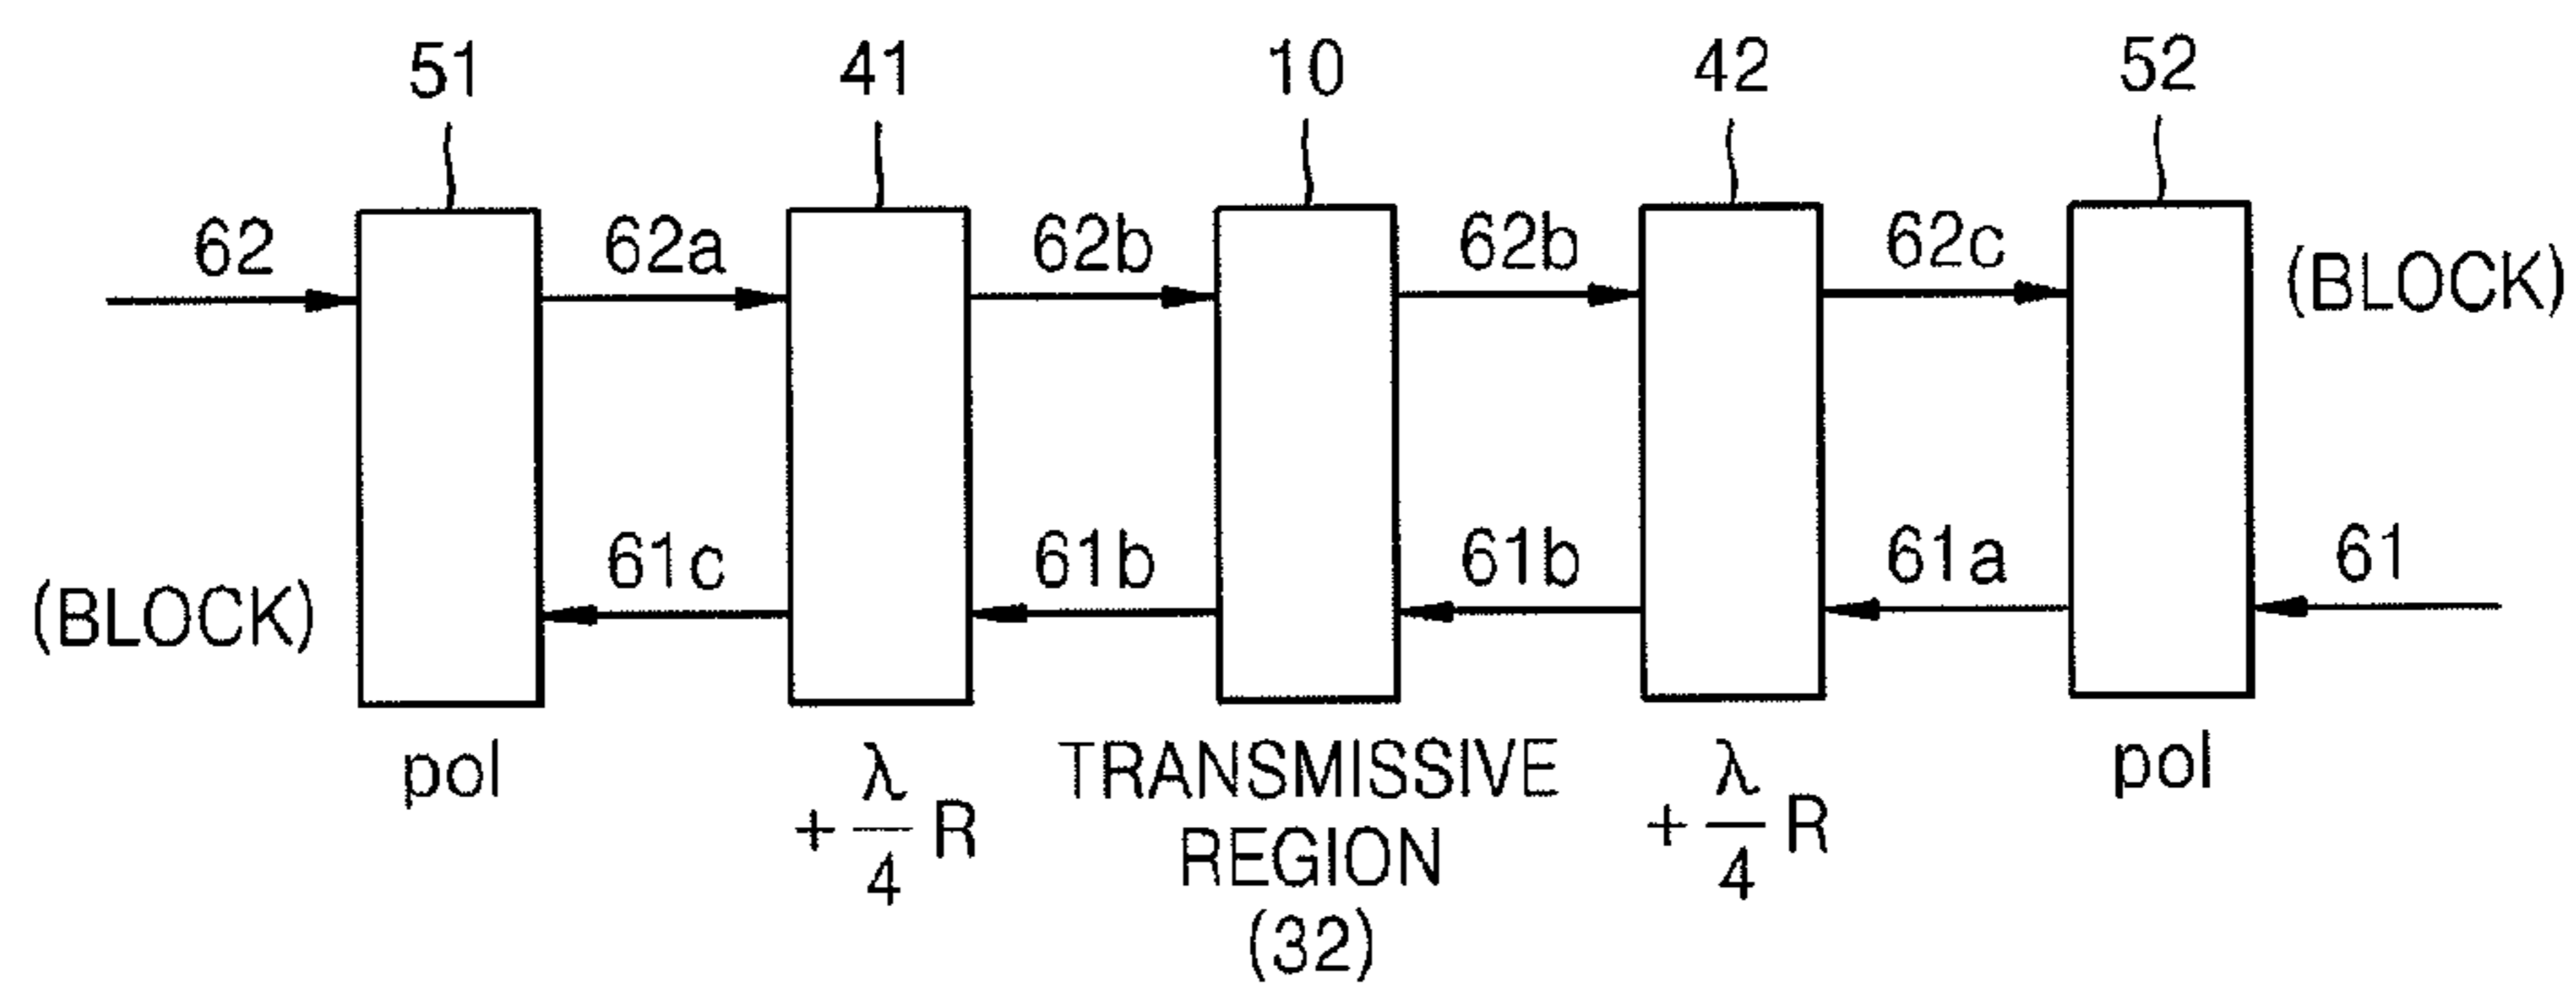 51 41 10 42 52
62 62a 62b 62b 62c (BLOCK)
(BLOCK) 61c 61b 61b 61a 61
pol +λ/4 R TRANSMISSIVE REGION (32) +λ/4 R pol